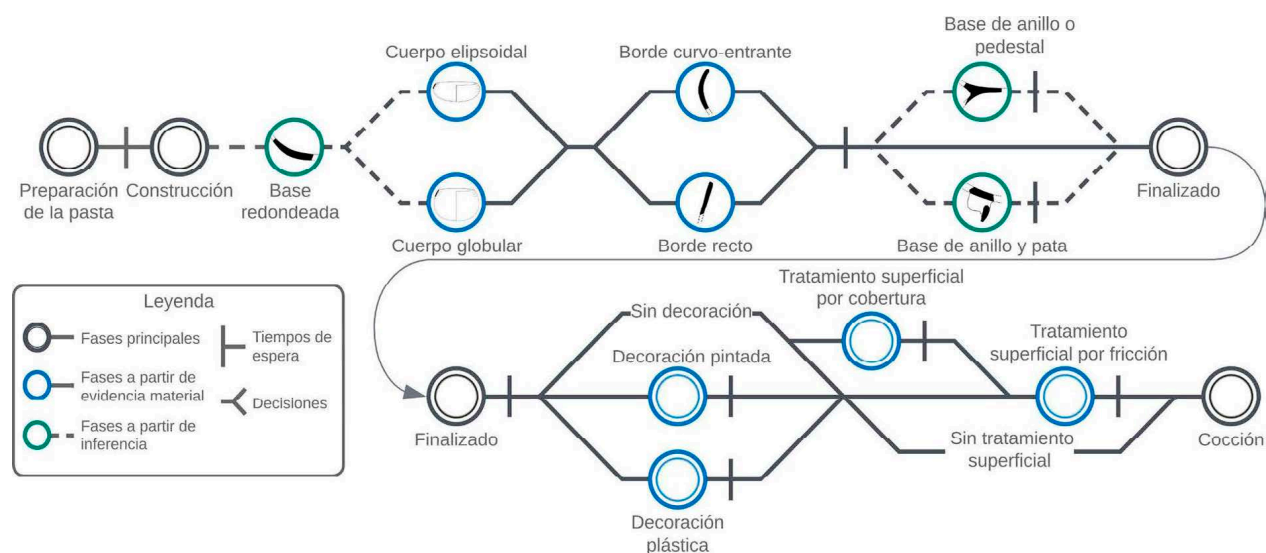 Cuerpo elipsoidal
Borde curvo-entrante
Base de anillo o
pedestal
Preparación
de la pasta
Construcción
Base
redondeada
Finalizado
Cuerpo globular
Borde recto
Base de anillo y pata
Leyenda
Fases principales
Tiempos de
espera
Fases a partir de
evidencia material
Decisiones
Fases a partir de
inferencia
Sin decoración
Tratamiento superficial
por cobertura
Decoración pintada
Tratamiento
superficial por fricción
Finalizado
Sin tratamiento
superficial
Cocción
Decoración
plástica